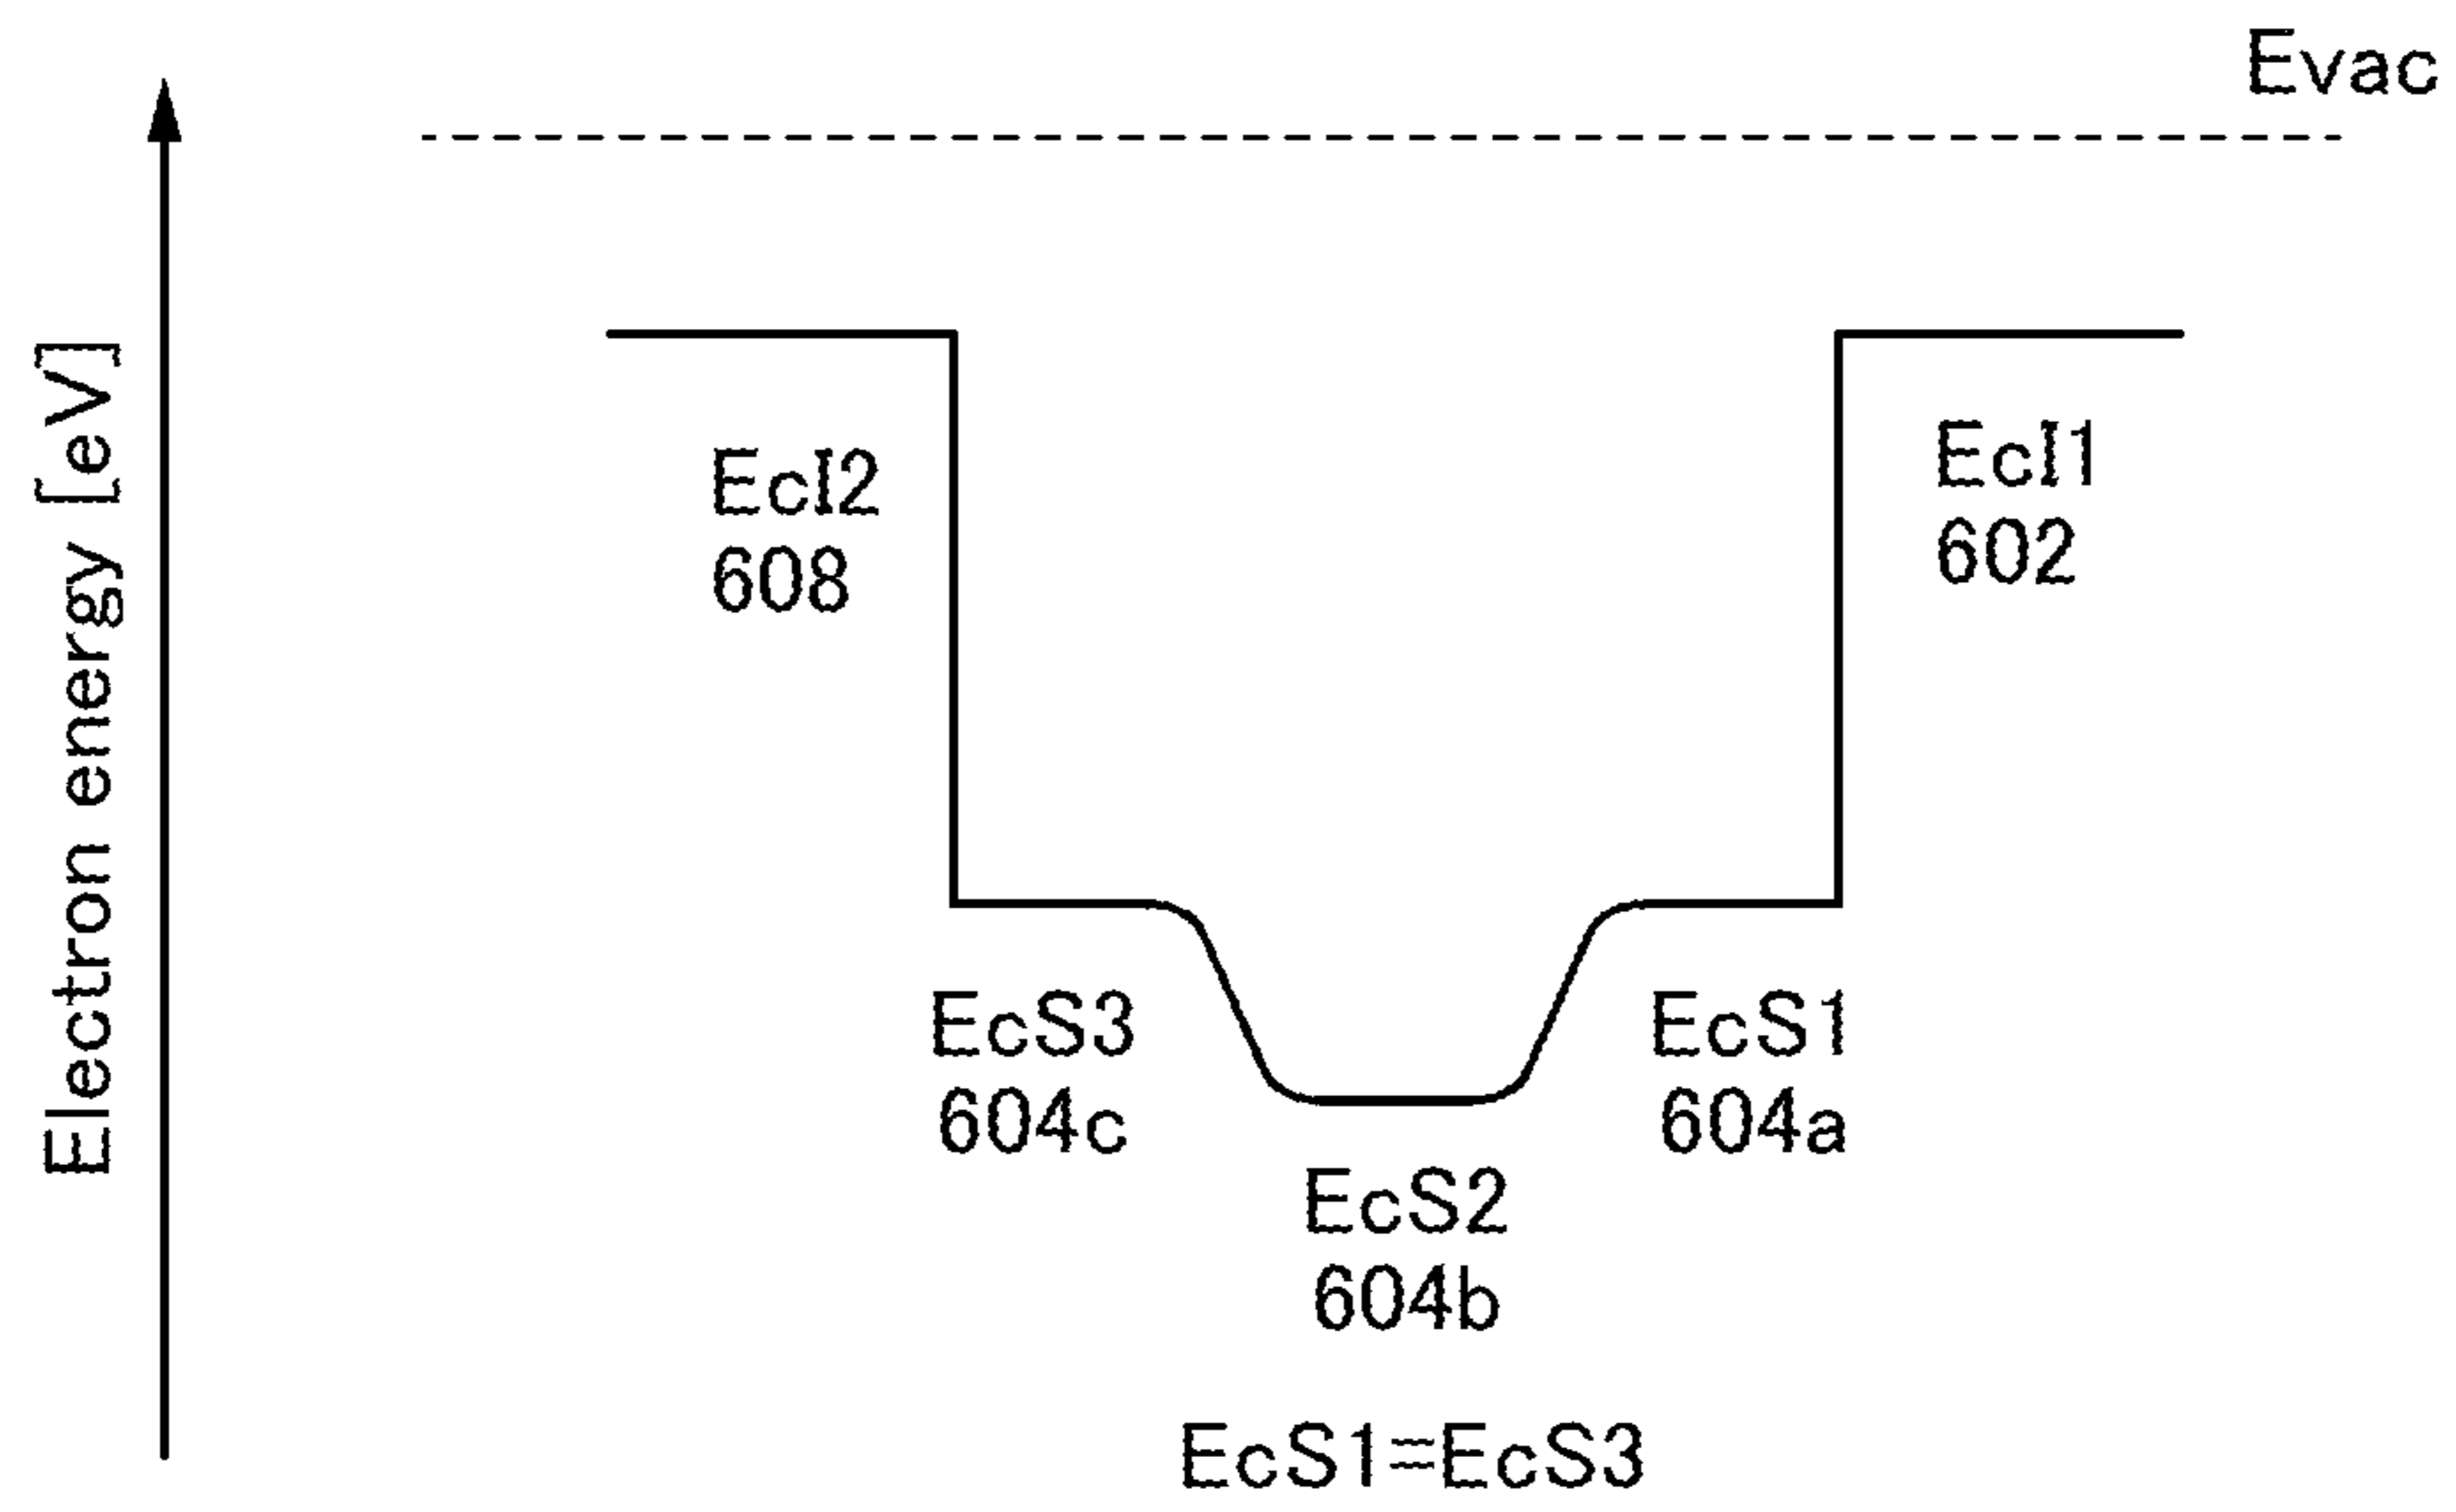 Evac
Electron energy [eV]
EcI2
608
EcI1
602
EcS3
604c
EcS1
604a
EcS2
604b
EcS1=EcS3